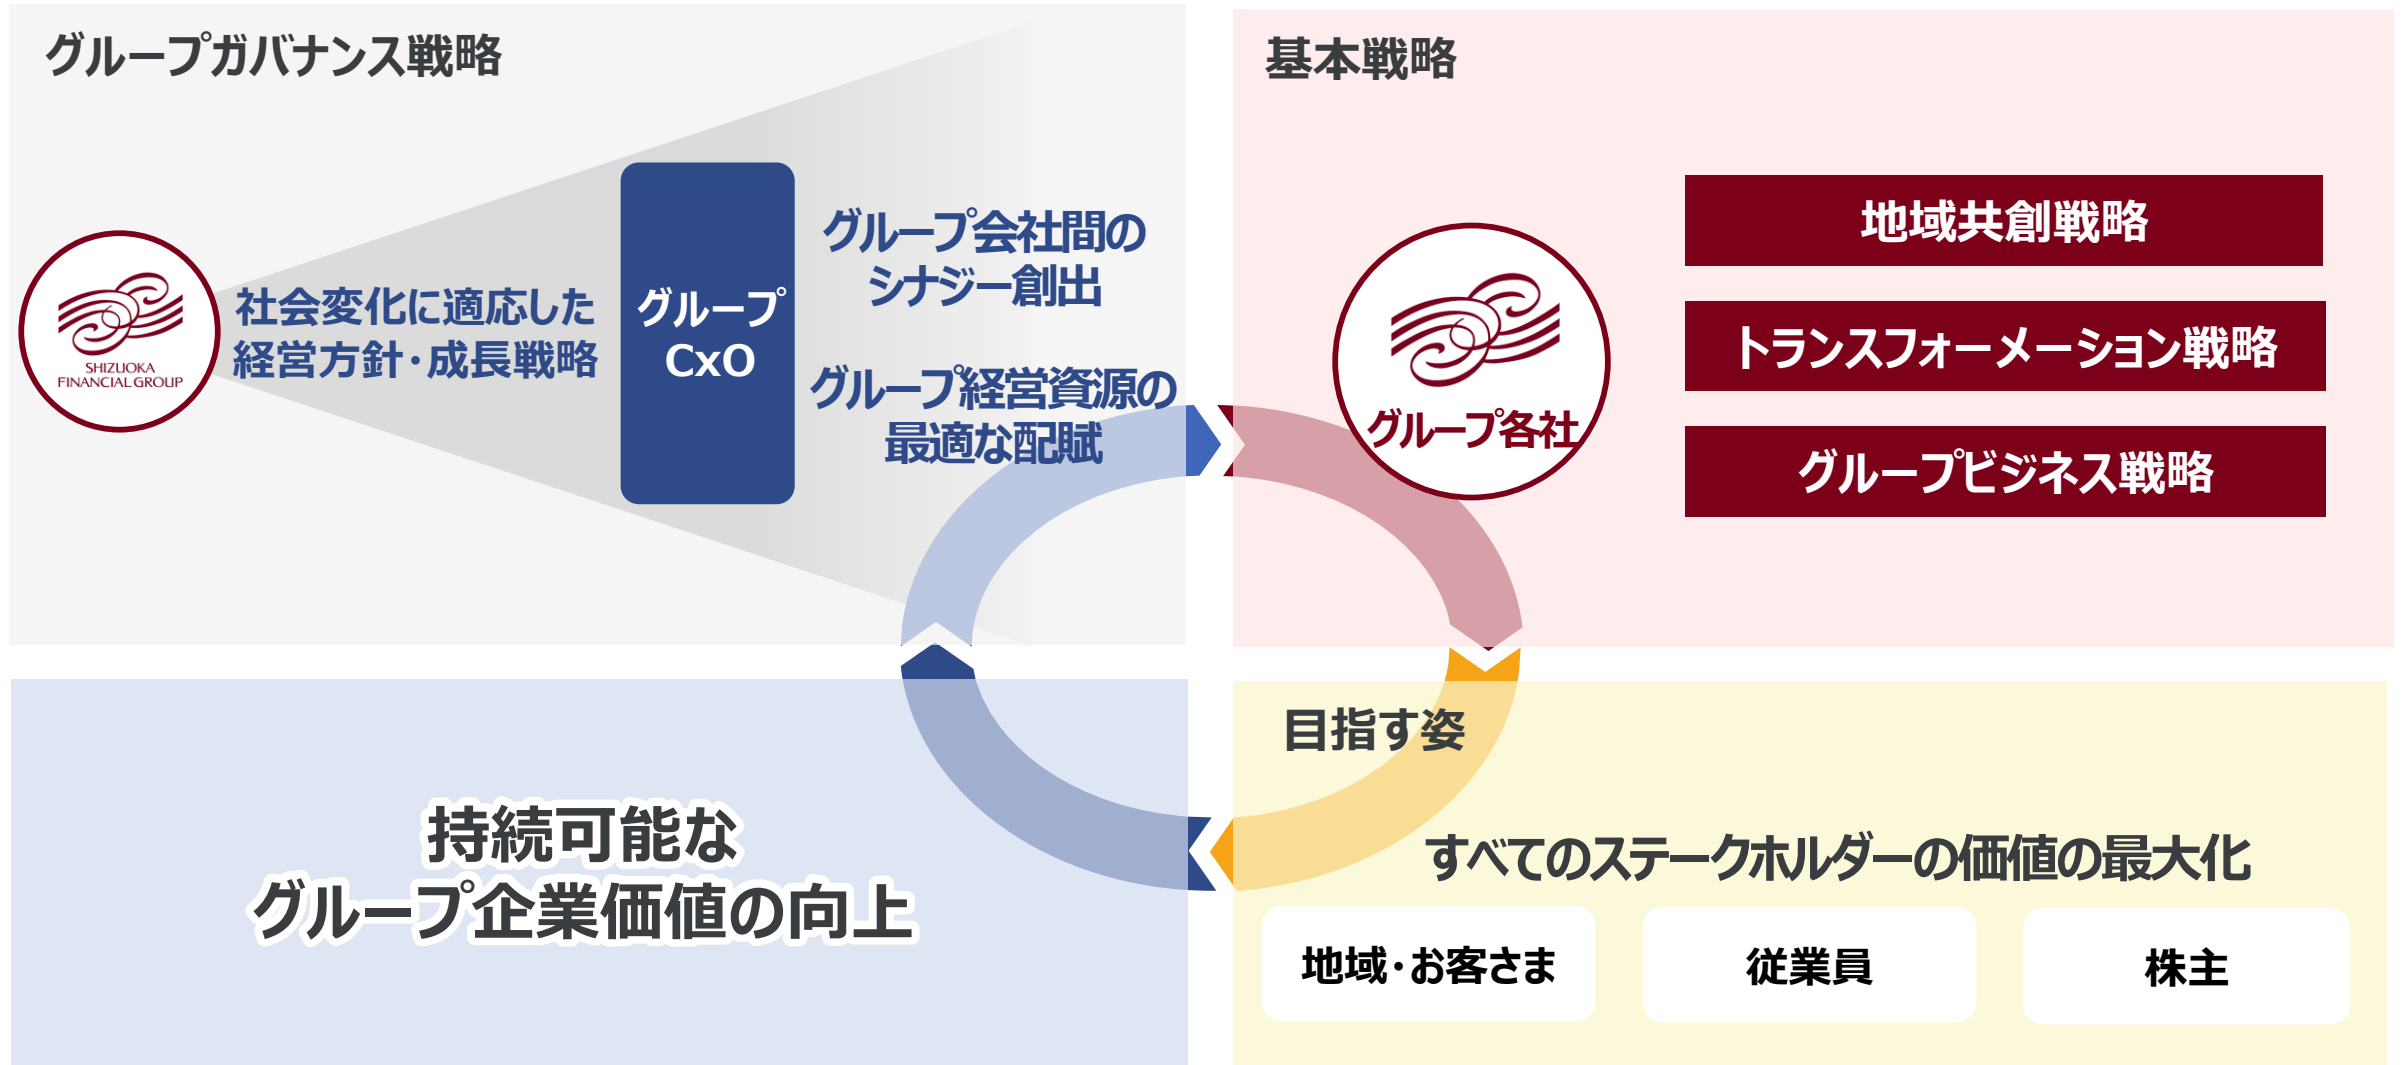 グループガバナンス戦略
SHIZUOKA
FINANCIAL GROUP
社会変化に適応した
経営方針・成長戦略
グループ
CxO
グループ会社間の
シナジー創出
グループ経営資源の
最適な配賦
基本戦略
グループ各社
地域共創戦略
トランスフォーメーション戦略
グループビジネス戦略
目指す姿
すべてのステークホルダーの価値の最大化
地域・お客さま
従業員
株主
持続可能な
グループ企業価値の向上